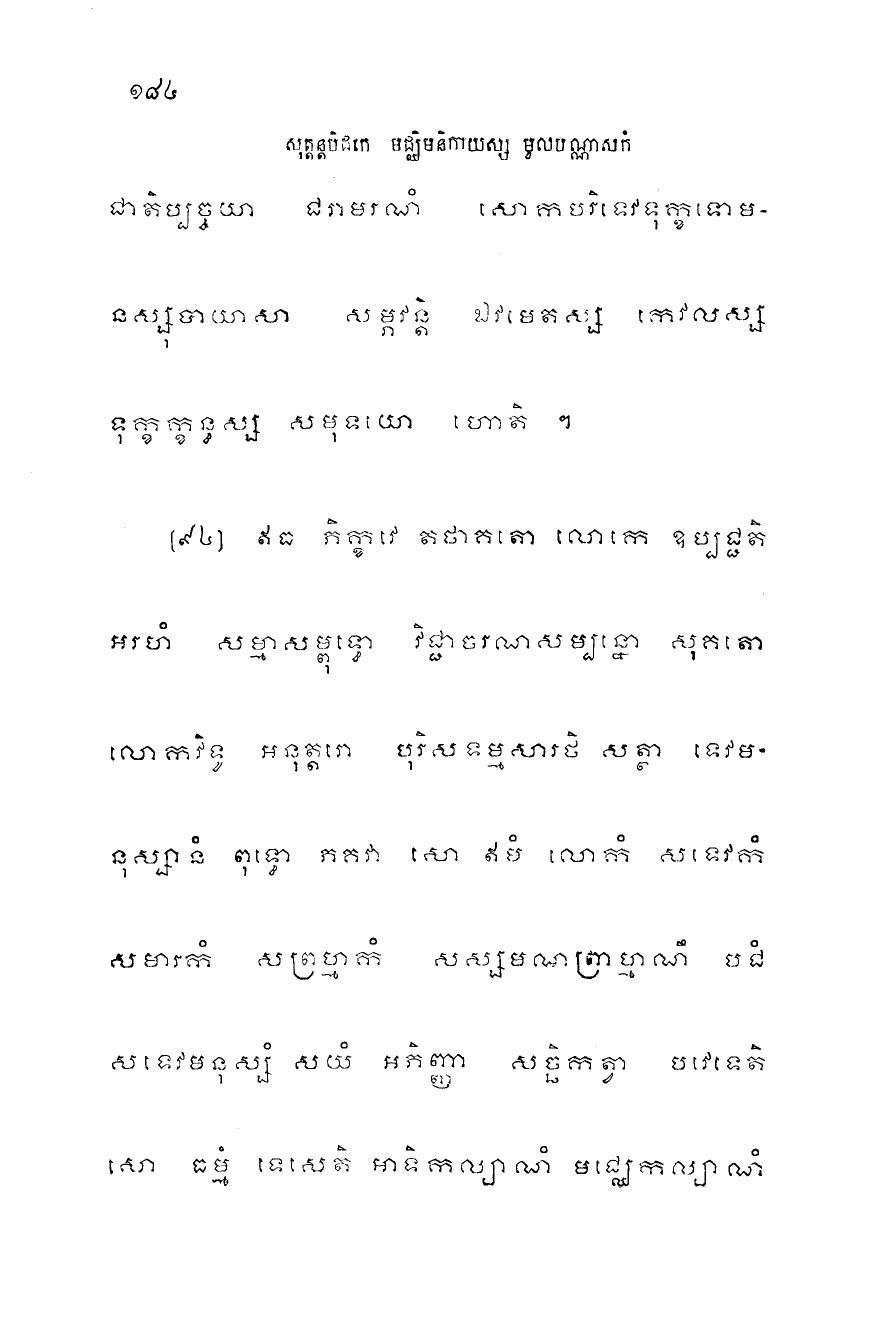 ១៨៤
សុត្តន្តបិដកេ មជ្ឈិមនិកាយស្ស មូលបណ្ណាសកំ
ជាតិប្បច្ចយា ជរាមរណំ សោកបរិទេវទុក្ខទោម-
នស្សុបាយាសា សម្ភវន្តិ ឯវមេតស្ស កេវលស្ស
ទុក្ខក្ខន្ធស្ស សមុទយោ ហោតិ ។
[៩៤] ឥធ ភិក្ខវេ តថាគតោ លោកេ ឧប្បជ្ជតិ
អរហំ សម្មាសម្ពុទ្ធោ វិជ្ជាចរណសម្បន្នោ សុគតោ
លោកវិទូ អនុត្តរោ បុរិសទម្មសារថិ សត្ថា ទេវម-
នុស្សានំ ពុទ្ធោ ភគវា សោ ឥមំ លោកំ សទេវកំ
សមារកំ សព្រហ្មកំ សស្សមណព្រាហ្មណឹ បជំ
សទេវមនុស្សំ សយំ អភិញ្ញា សច្ឆិកត្វា បវេទេតិ
សោ ធម្មំ ទេសេតិ អាទិកល្យាណំ មជ្ឈេកល្យាណំ